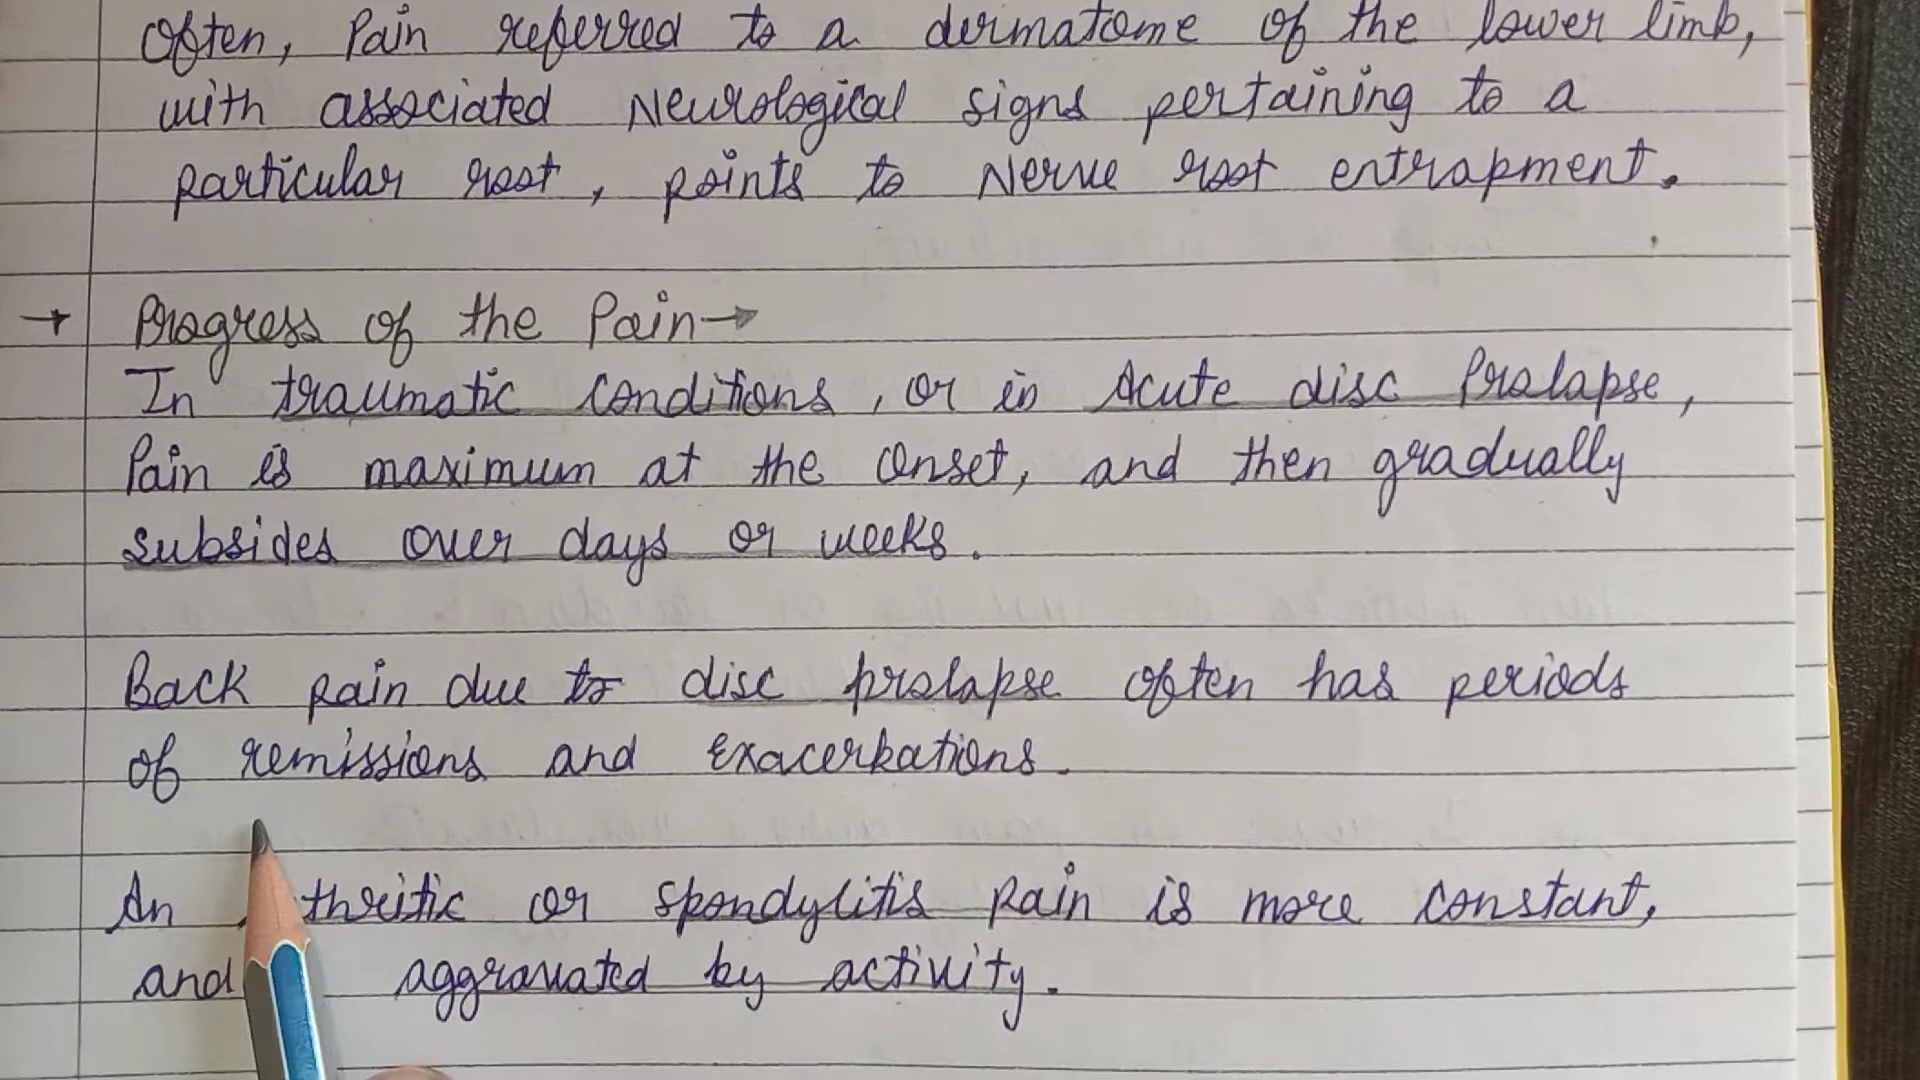 Often, Pain referred to a dermatome of the lower limb,
with associated Neurological signs pertaining to a
particular root, points to Nerve root entrapment.
→ Progress of the Pain→
In traumatic conditions, or in Acute disc Prolapse,
Pain is maximum at the onset, and then gradually
subsides over days or weeks.
Back pain due to disc prolapse often has periods
of remissions and Exacerbations.
An thritic or spondylitis pain is more constant,
and aggravated by activity.